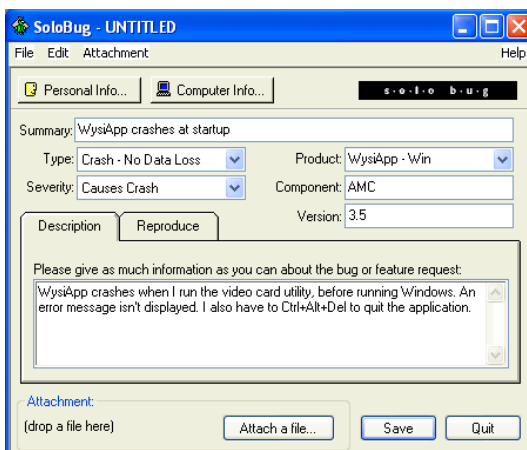 SoloBug - UNTITLED
File Edit Attachment Help
Personal Info... Computer Info... s·o·l·o b·u·g
Summary: WysiApp crashes at startup
Type: Crash - No Data Loss Product: WysiApp - Win
Severity: Causes Crash Component: AMC
Version: 3.5
Description Reproduce
Please give as much information as you can about the bug or feature request:
WysiApp crashes when I run the video card utility, before running Windows. An
error message isn't displayed. I also have to Ctrl+Alt+Del to quit the application.
Attachment:
(drop a file here) Attach a file... Save Quit